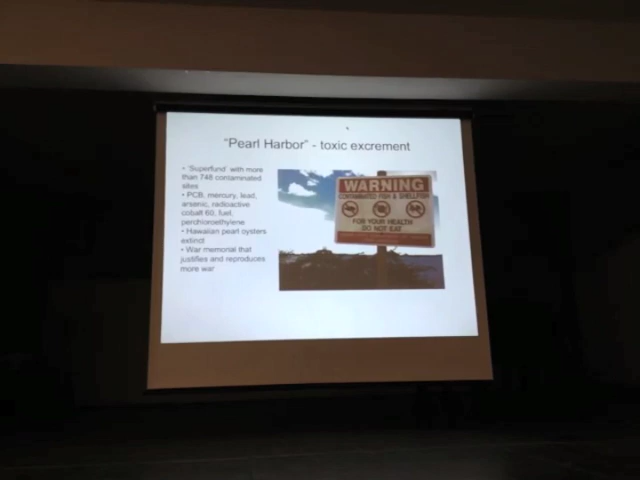 "Pearl Harbor" - toxic excrement
• 'Superfund' with more
than 748 contaminated
sites
• PCB, mercury, lead,
arsenic, radioactive
cobalt 60, fuel,
perchloroethylene
• Hawaiian pearl oysters
extinct
• War memorial that
justifies and reproduces
more war
WARNING
CONTAMINATED FISH & SHELLFISH
FOR YOUR HEALTH
DO NOT EAT